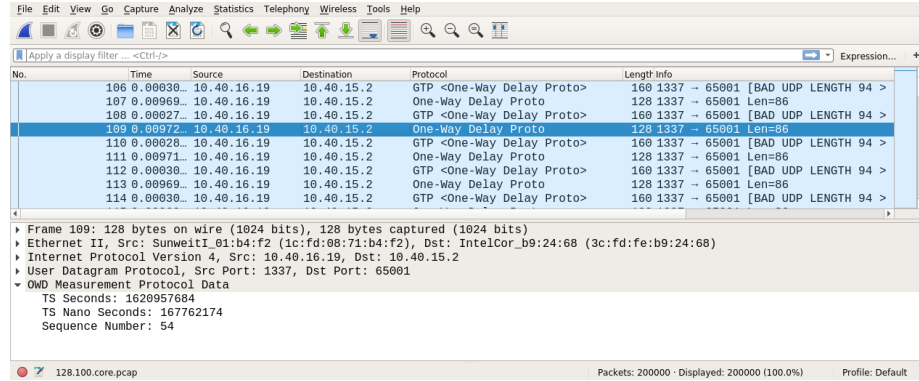 File Edit View Go Capture Analyze Statistics Telephony Wireless Tools Help
Apply a display filter ... <Ctrl-/> Expression... +
No. Time Source Destination Protocol Length Info
106 0.00030... 10.40.16.19 10.40.15.2 GTP <One-Way Delay Proto> 160 1337 → 65001 [BAD UDP LENGTH 94 >
107 0.00969... 10.40.16.19 10.40.15.2 One-Way Delay Proto 128 1337 → 65001 Len=86
108 0.00027... 10.40.16.19 10.40.15.2 GTP <One-Way Delay Proto> 160 1337 → 65001 [BAD UDP LENGTH 94 >
109 0.00972... 10.40.16.19 10.40.15.2 One-Way Delay Proto 128 1337 → 65001 Len=86
110 0.00028... 10.40.16.19 10.40.15.2 GTP <One-Way Delay Proto> 160 1337 → 65001 [BAD UDP LENGTH 94 >
111 0.00971... 10.40.16.19 10.40.15.2 One-Way Delay Proto 128 1337 → 65001 Len=86
112 0.00030... 10.40.16.19 10.40.15.2 GTP <One-Way Delay Proto> 160 1337 → 65001 [BAD UDP LENGTH 94 >
113 0.00969... 10.40.16.19 10.40.15.2 One-Way Delay Proto 128 1337 → 65001 Len=86
114 0.00030... 10.40.16.19 10.40.15.2 GTP <One-Way Delay Proto> 160 1337 → 65001 [BAD UDP LENGTH 94 >
Frame 109: 128 bytes on wire (1024 bits), 128 bytes captured (1024 bits)
Ethernet II, Src: SunweitI_01:b4:f2 (1c:fd:08:71:b4:f2), Dst: IntelCor_b9:24:68 (3c:fd:fe:b9:24:68)
Internet Protocol Version 4, Src: 10.40.16.19, Dst: 10.40.15.2
User Datagram Protocol, Src Port: 1337, Dst Port: 65001
OWD Measurement Protocol Data
TS Seconds: 1620957684
TS Nano Seconds: 167762174
Sequence Number: 54
128.100.core.pcap Packets: 200000 · Displayed: 200000 (100.0%) Profile: Default